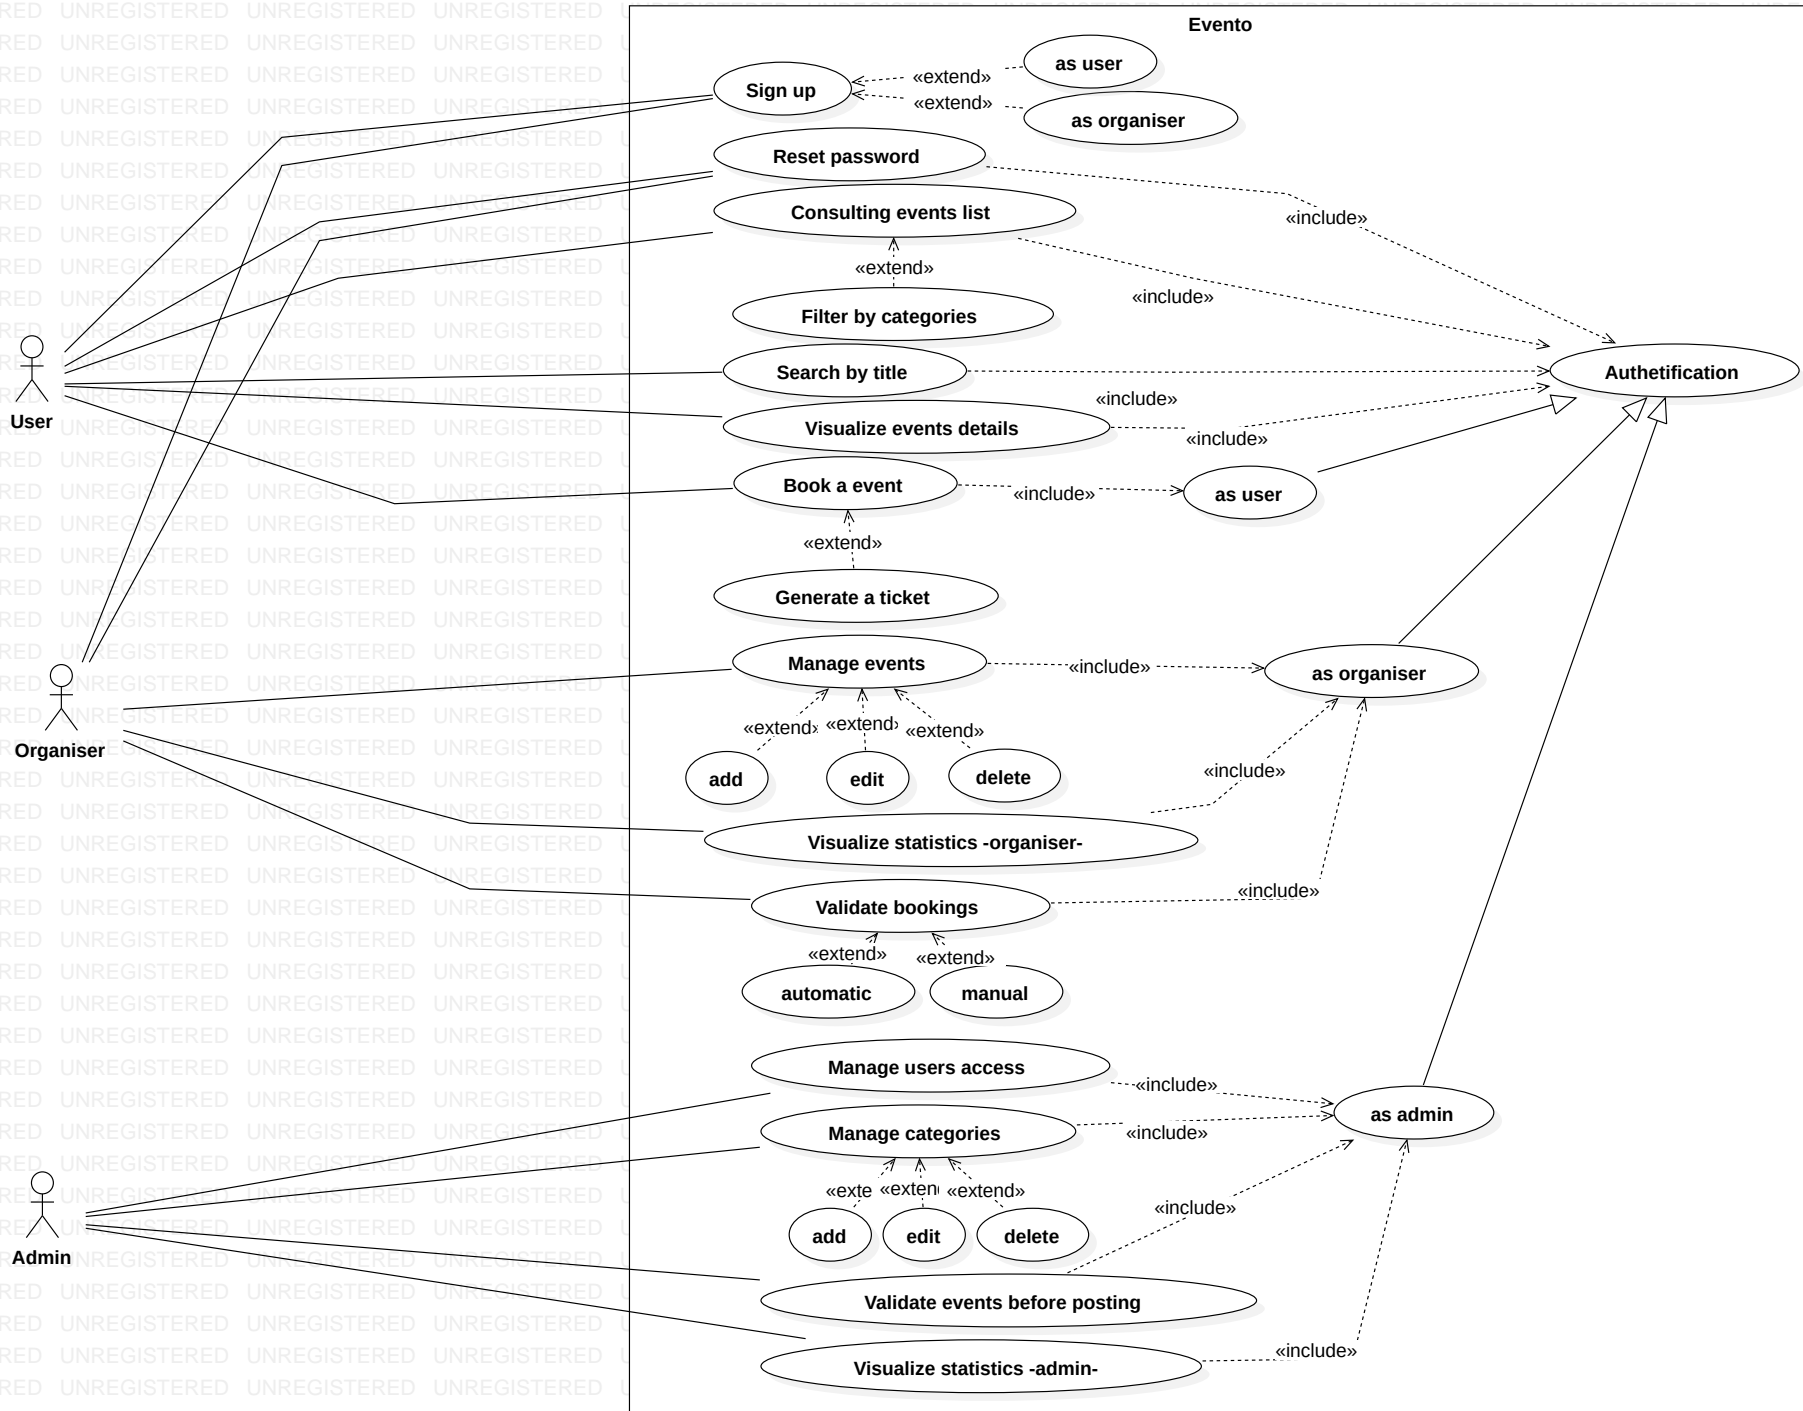 Evento
as user
«extend»
Sign up
«extend»
as organiser
Reset password
Consulting events list
«include»
«extend»
«include»
Filter by categories
Search by title
Authetification
«include»
User
Visualize events details
«include»
Book a event
as user
«include»
«extend»
Generate a ticket
Manage events
«include»
as organiser
«extend»
«extend»
«extend»
Organiser
add
edit
delete
«include»
Visualize statistics -organiser-
«include»
Validate bookings
«extend»
«extend»
automatic
manual
Manage users access
«include»
as admin
Manage categories
«include»
«exte
«exten
«extend»
«include»
add
edit
delete
Admin
Validate events before posting
«include»
Visualize statistics -admin-
UNREGISTERED